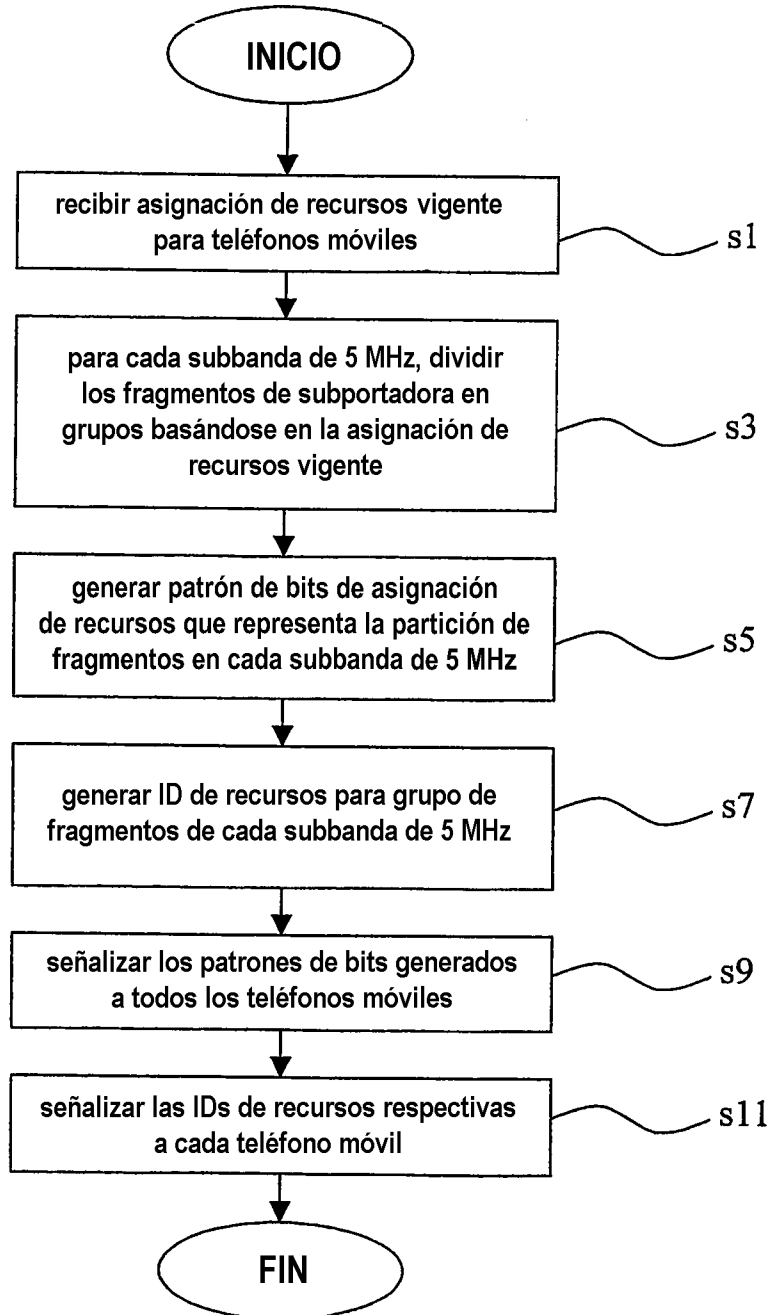 INICIO
recibir asignación de recursos vigente
para teléfonos móviles
s1
para cada subbanda de 5 MHz, dividir
los fragmentos de subportadora en
grupos basándose en la asignación de
recursos vigente
s3
generar patrón de bits de asignación
de recursos que representa la partición de
fragmentos en cada subbanda de 5 MHz
s5
generar ID de recursos para grupo de
fragmentos de cada subbanda de 5 MHz
s7
señalizar los patrones de bits generados
a todos los teléfonos móviles
s9
señalizar las IDs de recursos respectivas
a cada teléfono móvil
s11
FIN